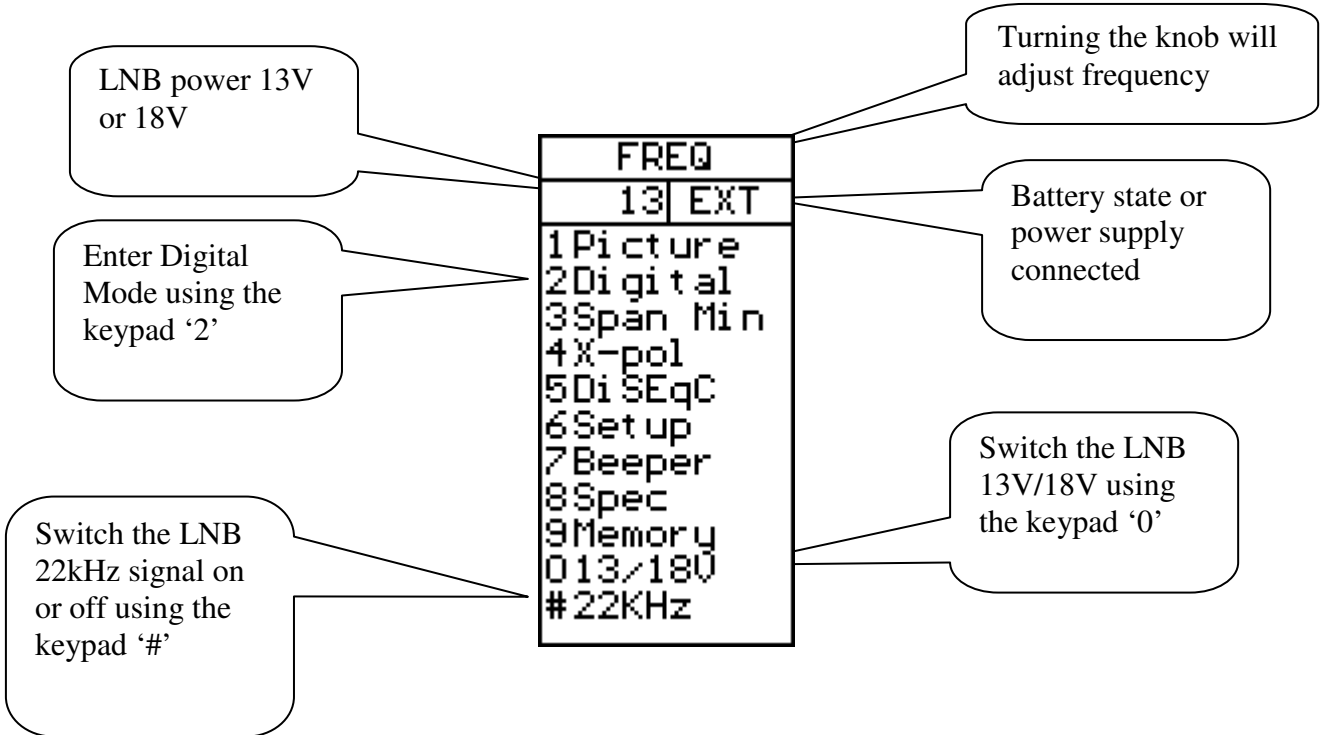 LNB power 13V
or 18V
Turning the knob will
adjust frequency
FREQ
13 EXT
Battery state or
power supply
connected
Enter Digital
Mode using the
keypad ‘2’
1Picture
2Digital
3Span Min
4X-pol
5DiSEqC
6Setup
7Beeper
8Spec
9Memory
013/18V
#22KHz
Switch the LNB
13V/18V using
the keypad ‘0’
Switch the LNB
22kHz signal on
or off using the
keypad ‘#’